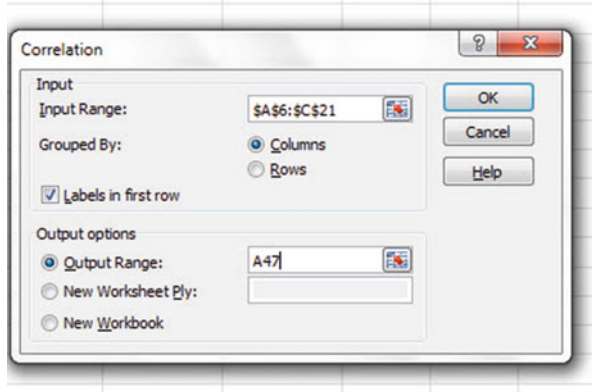 Correlation
?
X
Input
Input Range:
$A$6:$C$21
OK
Grouped By:
Columns
Cancel
Rows
Help
Labels in first row
Output options
Output Range:
A47
New Worksheet Ply:
New Workbook